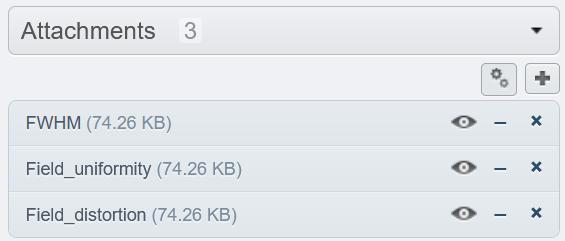 Attachments 3
FWHM (74.26 KB)
Field_uniformity (74.26 KB)
Field_distortion (74.26 KB)